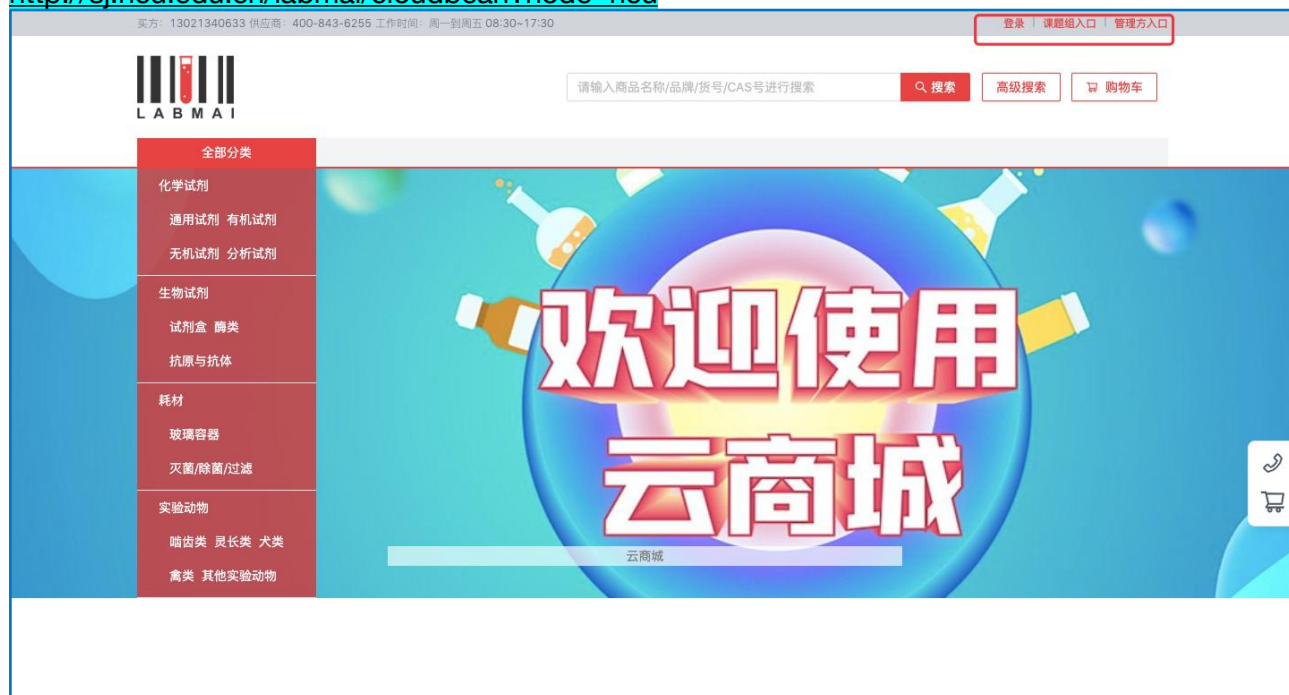 买方：13021340633 供应商：400-843-6255 工作时间：周一到周五 08:30~17:30
登录 | 课题组入口 | 管理方入口
LABMAI
请输入商品名称/品牌/货号/CAS号进行搜索
搜索
高级搜索
购物车
全部分类
化学试剂
通用试剂 有机试剂
无机试剂 分析试剂
生物试剂
试剂盒 酶类
抗原与抗体
耗材
玻璃容器
灭菌/除菌/过滤
实验动物
啮齿类 灵长类 犬类
禽类 其他实验动物
欢迎使用
云商城
云商城